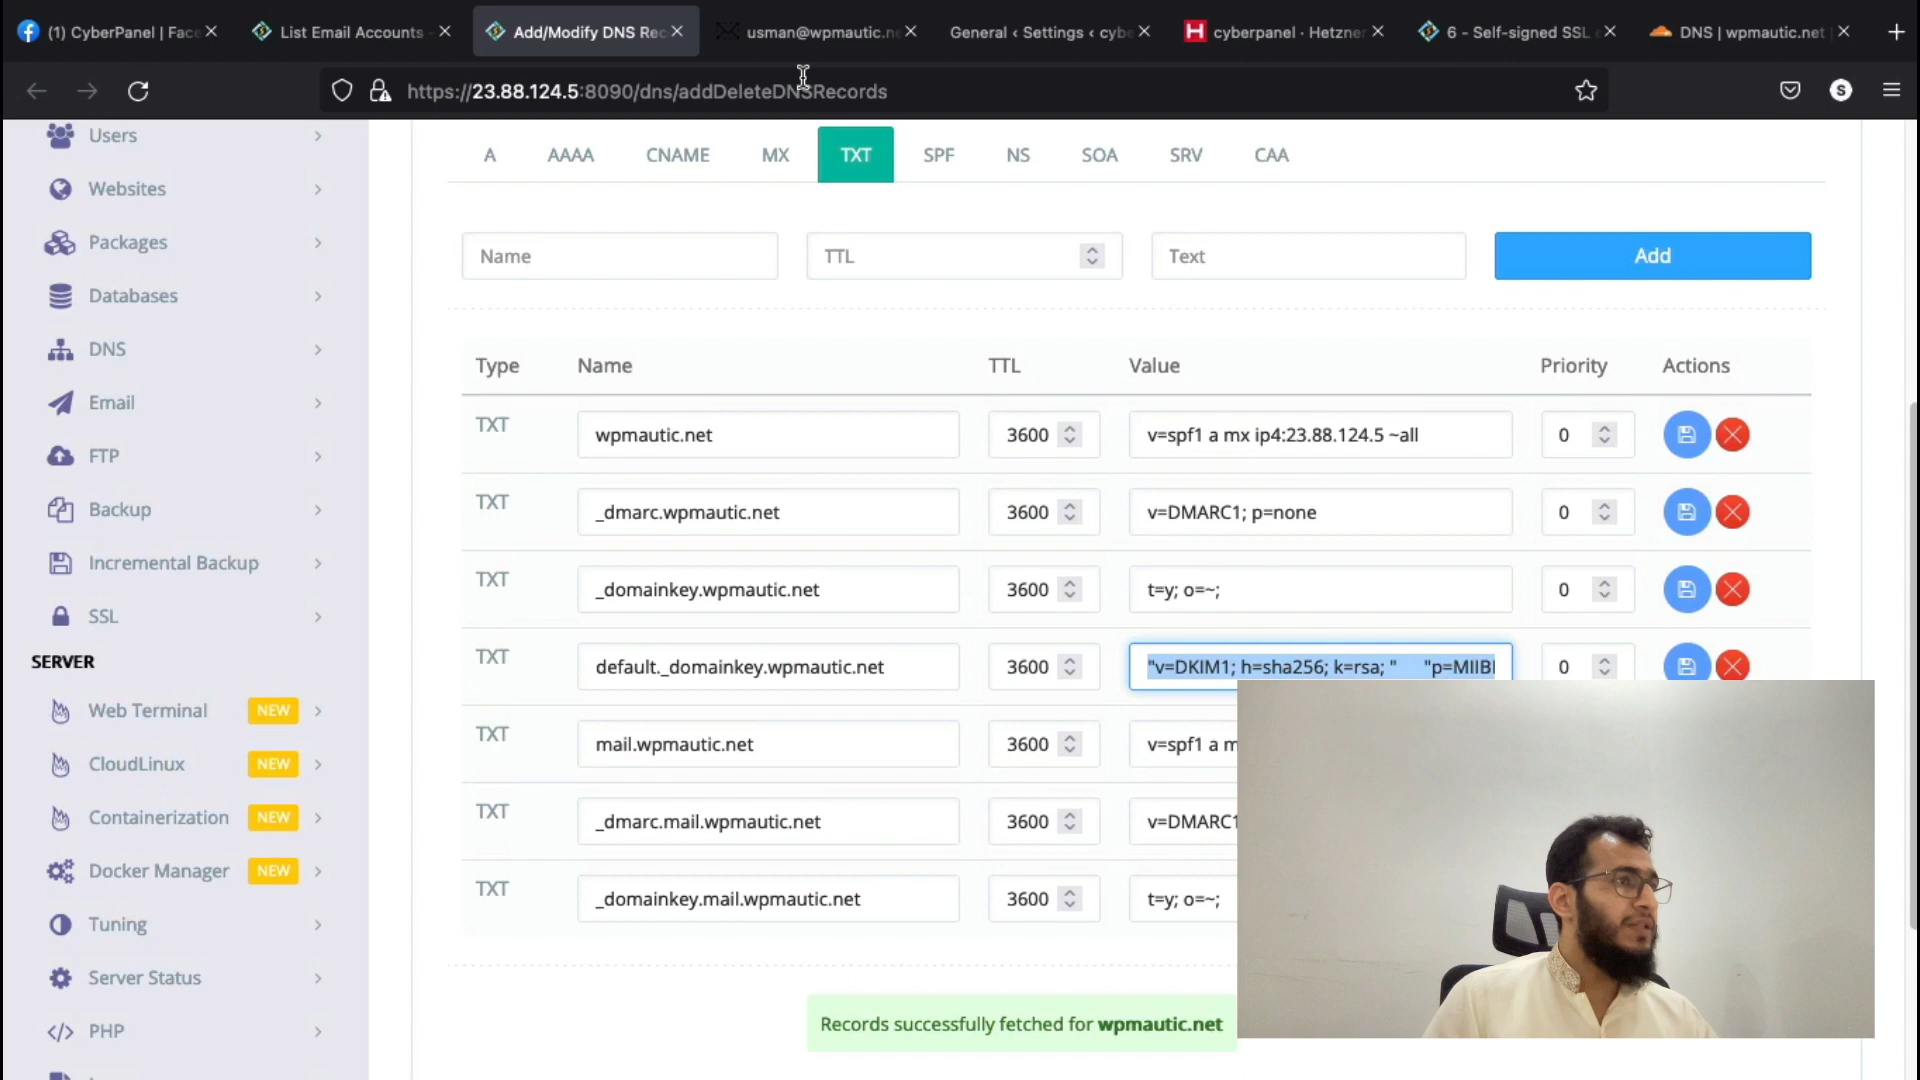 (1) CyberPanel | Face
List Email Accounts -
Add/Modify DNS Rec
usman@wpmautic.ne
General ‹ Settings ‹ cybe
H cyberpanel · Hetzner
6 - Self-signed SSL
DNS | wpmautic.net |
https://23.88.124.5:8090/dns/addDeleteDNSRecords
S
Users
Websites
Packages
Databases
DNS
Email
FTP
Backup
Incremental Backup
SSL
SERVER
Web Terminal NEW
CloudLinux NEW
Containerization NEW
Docker Manager NEW
Tuning
Server Status
PHP
A AAAA CNAME MX TXT SPF NS SOA SRV CAA
Name TTL Text Add
Type Name TTL Value Priority Actions
TXT wpmautic.net 3600 v=spf1 a mx ip4:23.88.124.5 ~all 0
TXT _dmarc.wpmautic.net 3600 v=DMARC1; p=none 0
TXT _domainkey.wpmautic.net 3600 t=y; o=~; 0
TXT default._domainkey.wpmautic.net 3600 "v=DKIM1; h=sha256; k=rsa; " "p=MIIBI 0
TXT mail.wpmautic.net 3600 v=spf1 a m
TXT _dmarc.mail.wpmautic.net 3600 v=DMARC1
TXT _domainkey.mail.wpmautic.net 3600 t=y; o=~;
Records successfully fetched for wpmautic.net